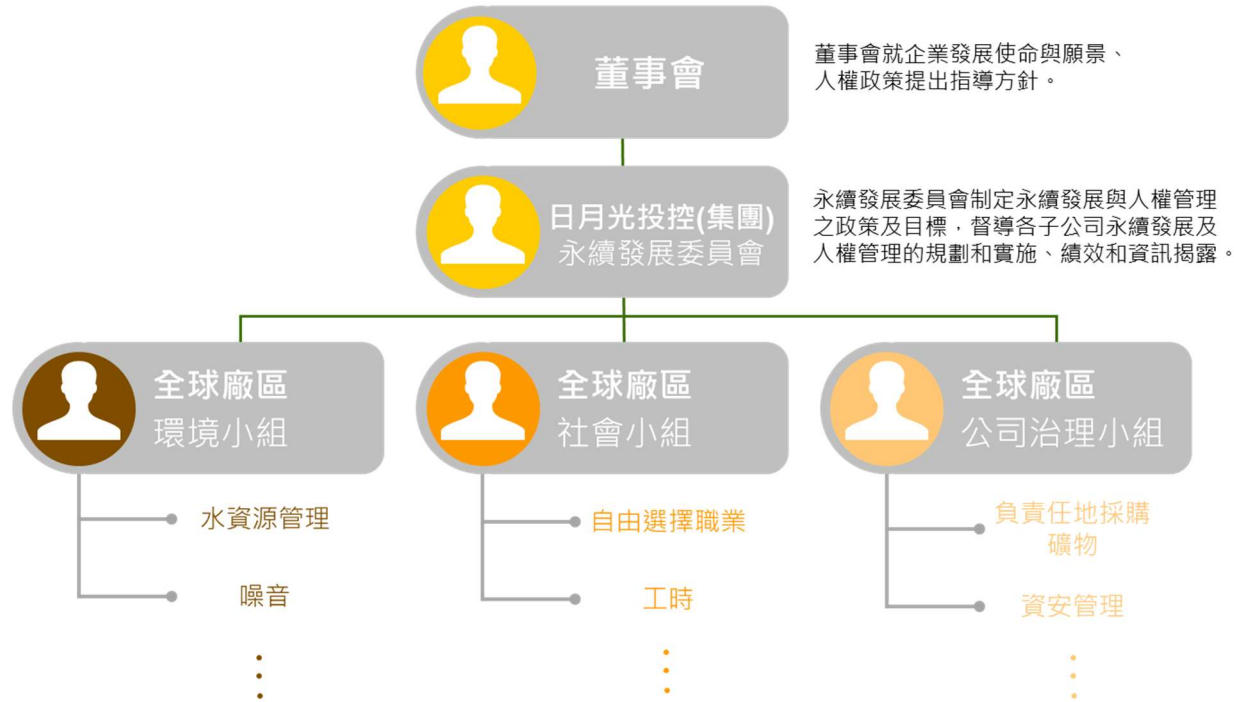 董事會
董事會就企業發展使命與願景、
人權政策提出指導方針。
日月光投控(集團)
永續發展委員會
永續發展委員會制定永續發展與人權管理
之政策及目標，督導各子公司永續發展及
人權管理的規劃和實施、績效和資訊揭露。
全球廠區
環境小組
水資源管理
噪音
全球廠區
社會小組
自由選擇職業
工時
全球廠區
公司治理小組
負責任地採購
礦物
資安管理